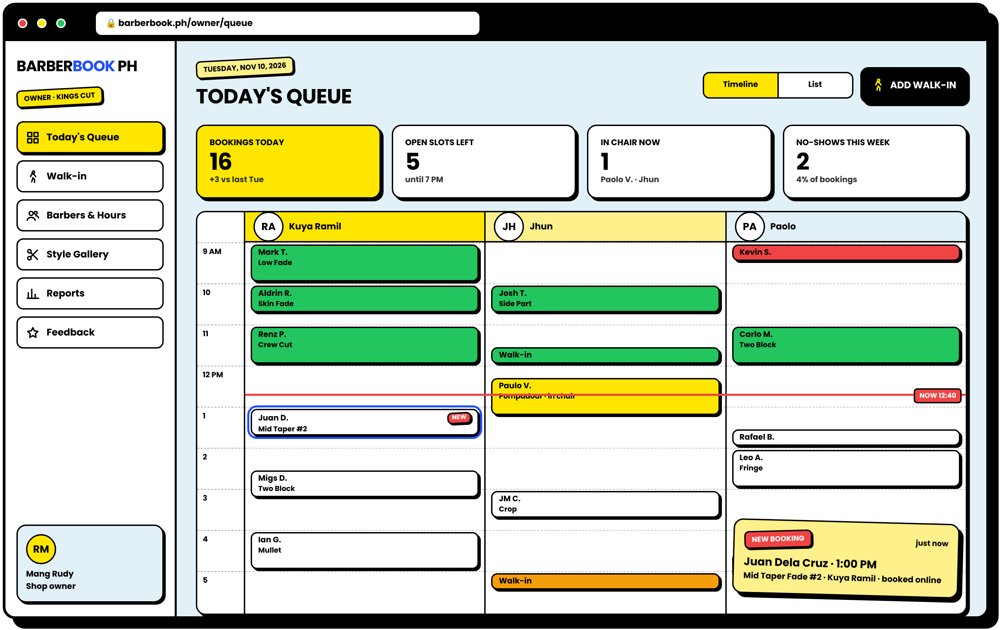 barberbook.ph/owner/queue
BARBERBOOK PH
OWNER · KINGS CUT
Today's Queue
Walk-in
Barbers & Hours
Style Gallery
Reports
Feedback
RM
Mang Rudy
Shop owner
TUESDAY, NOV 10, 2026
TODAY'S QUEUE
Timeline
List
ADD WALK-IN
BOOKINGS TODAY
16
+3 vs last Tue
OPEN SLOTS LEFT
5
until 7 PM
IN CHAIR NOW
1
Paolo V. · Jhun
NO-SHOWS THIS WEEK
2
4% of bookings
RA Kuya Ramil
JH Jhun
PA Paolo
9 AM
10
11
12 PM
1
2
3
4
5
Mark T.
Low Fade
Aldrin R.
Skin Fade
Renz P.
Crew Cut
Juan D.
NEW
Mid Taper #2
Migs D.
Two Block
Ian G.
Mullet
Josh T.
Side Part
Walk-in
Paulo V.
Pompadour · in chair
JM C.
Crop
Walk-in
Kevin S.
Carlo M.
Two Block
NOW 12:40
Rafael B.
Leo A.
Fringe
NEW BOOKING
just now
Juan Dela Cruz · 1:00 PM
Mid Taper Fade #2 · Kuya Ramil · booked online